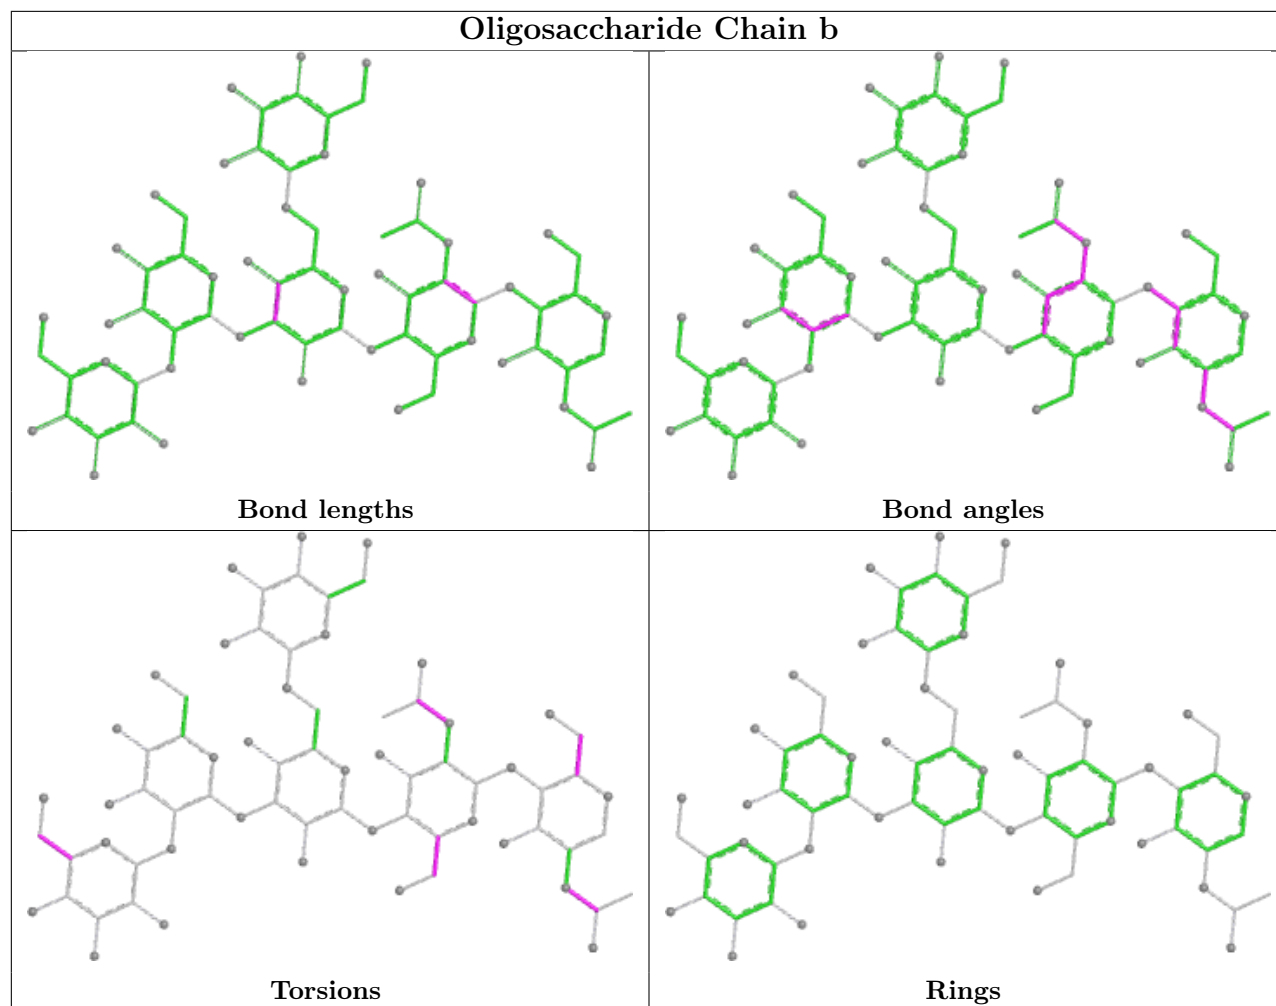 Oligosaccharide Chain b
Bond lengths
Bond angles
Torsions
Rings